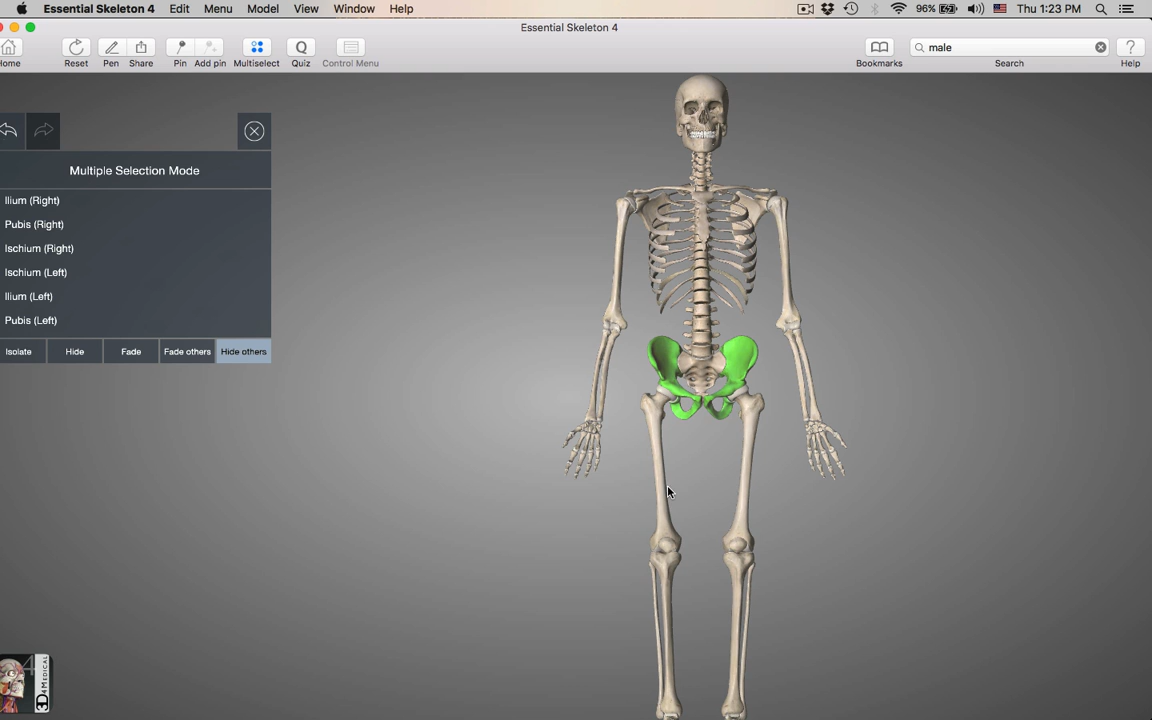 Essential Skeleton 4 Edit Menu Model View Window Help 96% Thu 1:23 PM
Essential Skeleton 4
male
Home Reset Pen Share Pin Add pin Multiselect Q Quiz Control Menu Bookmarks Search ? Help
Multiple Selection Mode
Ilium (Right)
Pubis (Right)
Ischium (Right)
Ischium (Left)
Ilium (Left)
Pubis (Left)
Isolate Hide Fade Fade others Hide others
4
3D4MEDICAL